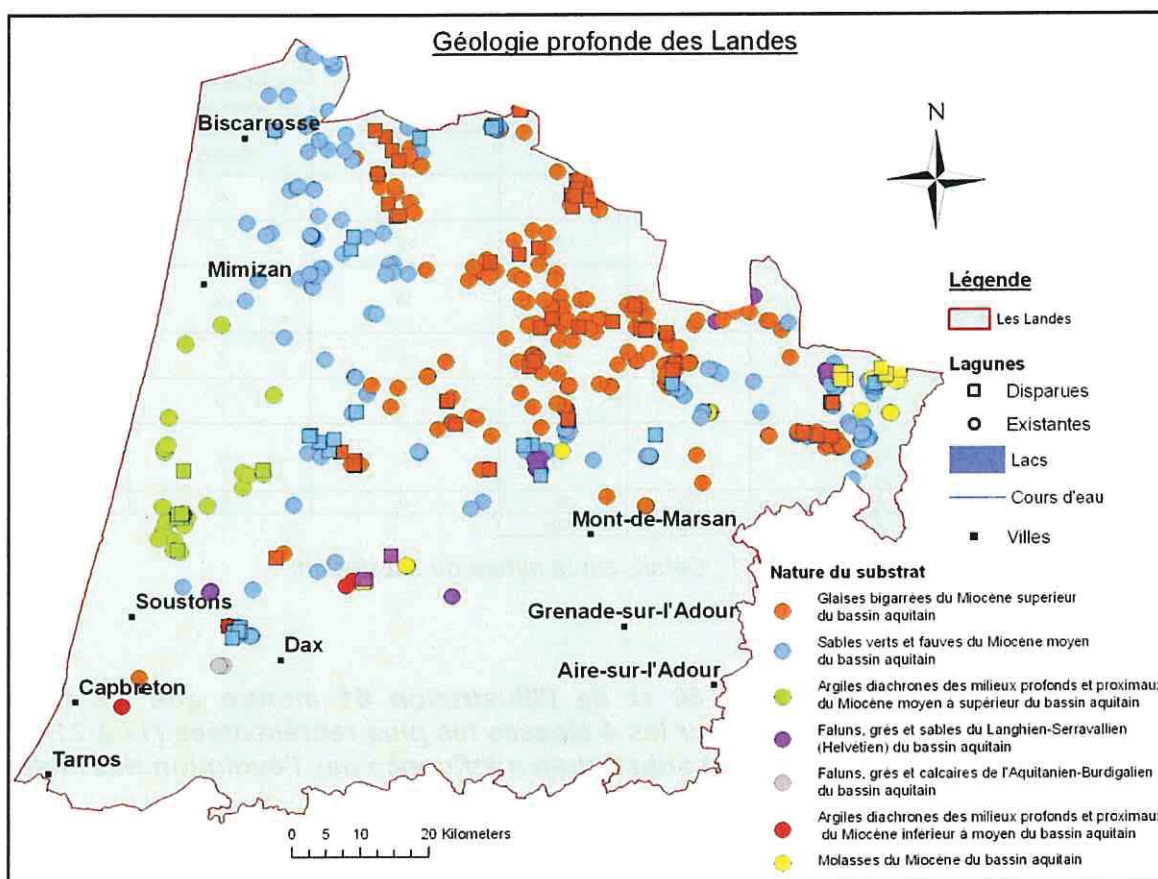 Géologie profonde des Landes
Biscarrosse
N
Mimizan
Légende
Les Landes
Lagunes
Disparues
Existantes
Lacs
Cours d'eau
Villes
Mont-de-Marsan
Soustons
Grenade-sur-l'Adour
Dax
Aire-sur-l'Adour
Capbreton
Tarnos
0 5 10 20 Kilometers
Nature du substrat
Glaises bigarrées du Miocène supérieur
du bassin aquitain
Sables verts et fauves du Miocène moyen
du bassin aquitain
Argiles diachrones des milieux profonds et proximaux
du Miocène moyen à supérieur du bassin aquitain
Faluns, grès et sables du Langhien-Serravallien
(Helvétien) du bassin aquitain
Faluns, grès et calcaires de l'Aquitanien-Burdigalien
du bassin aquitain
Argiles diachrones des milieux profonds et proximaux
du Miocène inférieur à moyen du bassin aquitain
Molasses du Miocène du bassin aquitain